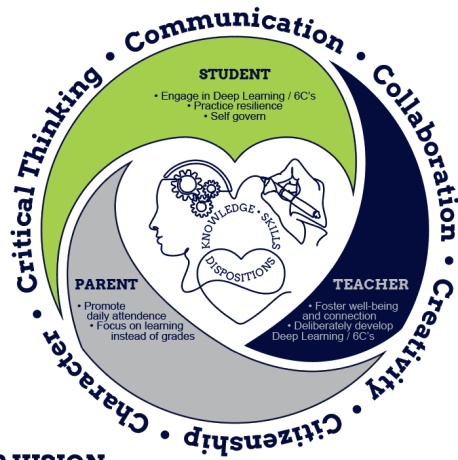 Critical Thinking • Communication • Collaboration • Creativity • Citizenship • Character •
STUDENT
• Engage in Deep Learning / 6C's
• Practice resilience
• Self govern
KNOWLEDGE • SKILLS
DISPOSITIONS
PARENT
• Promote
daily attendence
• Focus on learning
instead of grades
TEACHER
• Foster well-being
and connection
• Deliberately develop
Deep Learning / 6C's
VISION